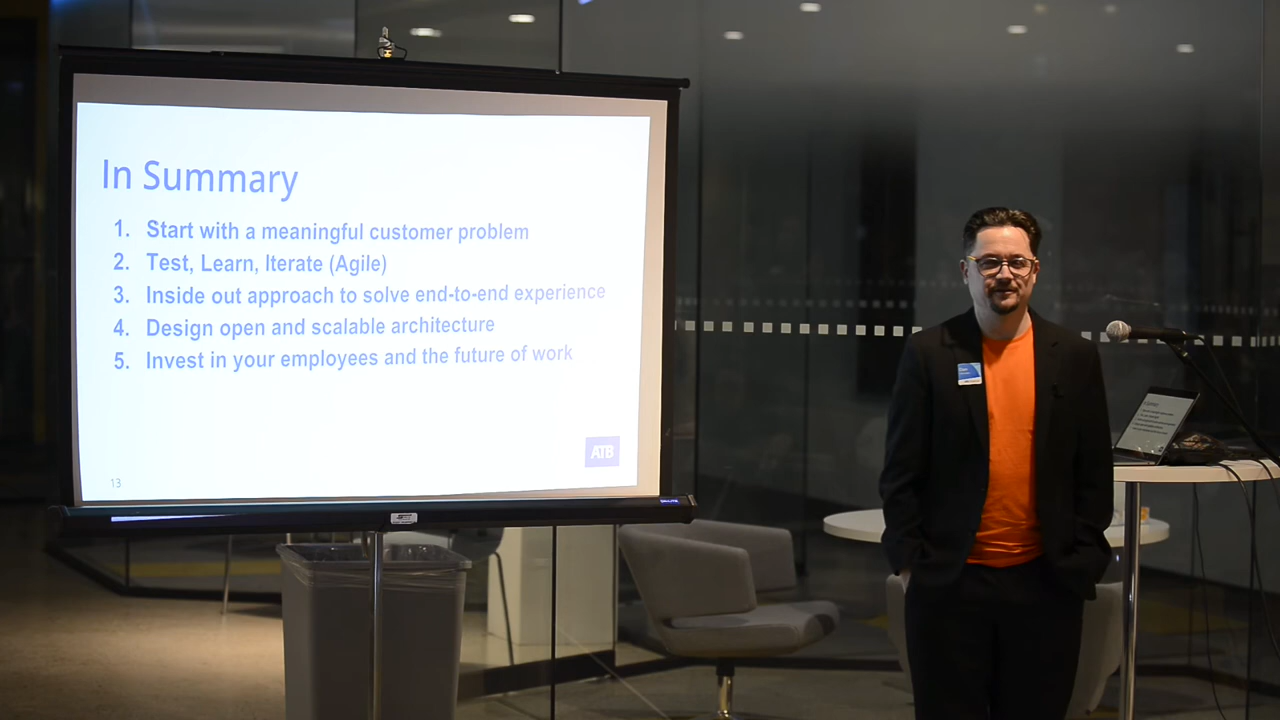 In Summary
1. Start with a meaningful customer problem
2. Test, Learn, Iterate (Agile)
3. Inside out approach to solve end-to-end experience
4. Design open and scalable architecture
5. Invest in your employees and the future of work
ATB
13